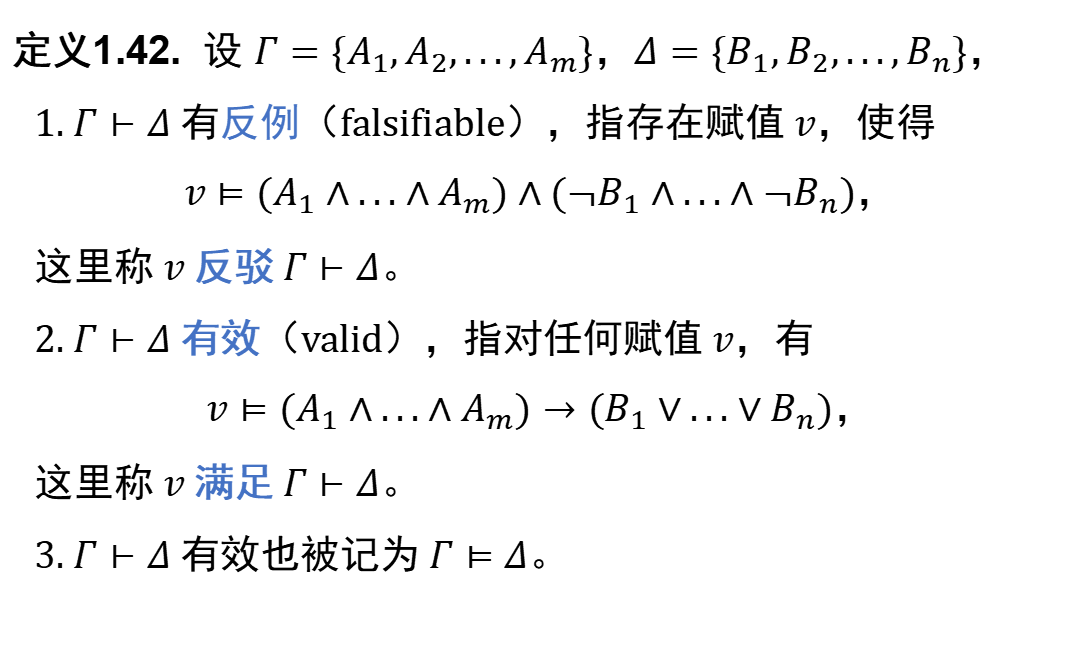 定义1.42. 设 Γ = {A₁, A₂, . . . , Aₘ}，Δ = {B₁, B₂, . . . , Bₙ}，
1. Γ ⊢ Δ 有反例（falsifiable），指存在赋值 v，使得
v ⊨ (A₁ ∧ . . . ∧ Aₘ) ∧ (¬B₁ ∧ . . . ∧ ¬Bₙ)，
这里称 v 反驳 Γ ⊢ Δ。
2. Γ ⊢ Δ 有效（valid），指对任何赋值 v，有
v ⊨ (A₁ ∧ . . . ∧ Aₘ) → (B₁ ∨ . . . ∨ Bₙ)，
这里称 v 满足 Γ ⊢ Δ。
3. Γ ⊢ Δ 有效也被记为 Γ ⊨ Δ。